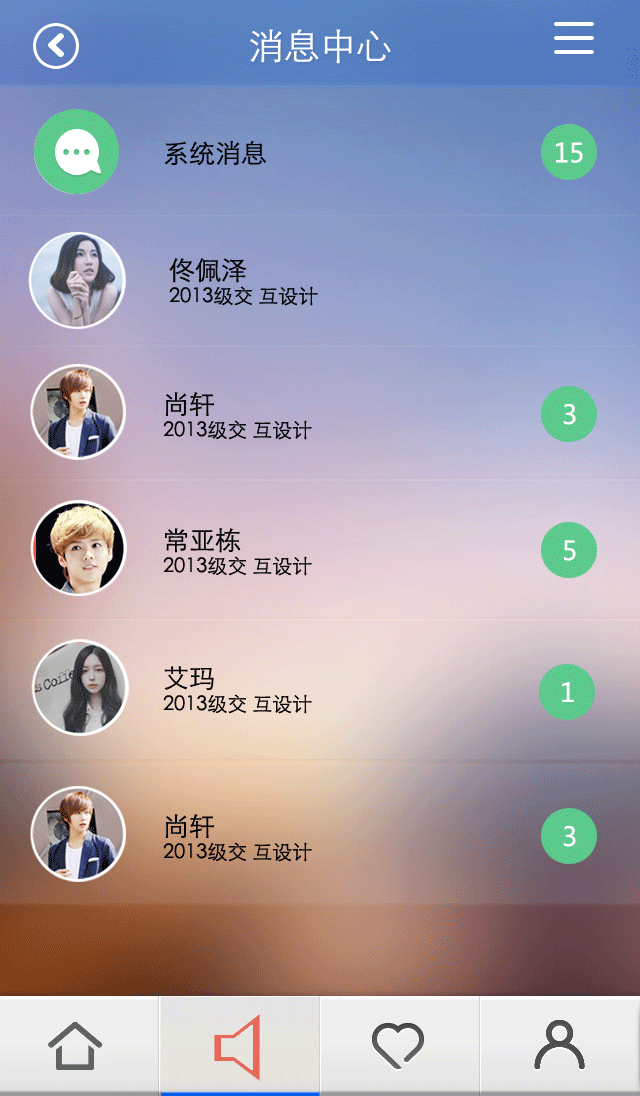 消息中心
系统消息
15
佟佩泽
2013级交 互设计
尚轩
2013级交 互设计
3
常亚栋
2013级交 互设计
5
艾玛
2013级交 互设计
1
尚轩
2013级交 互设计
3
s Coffee